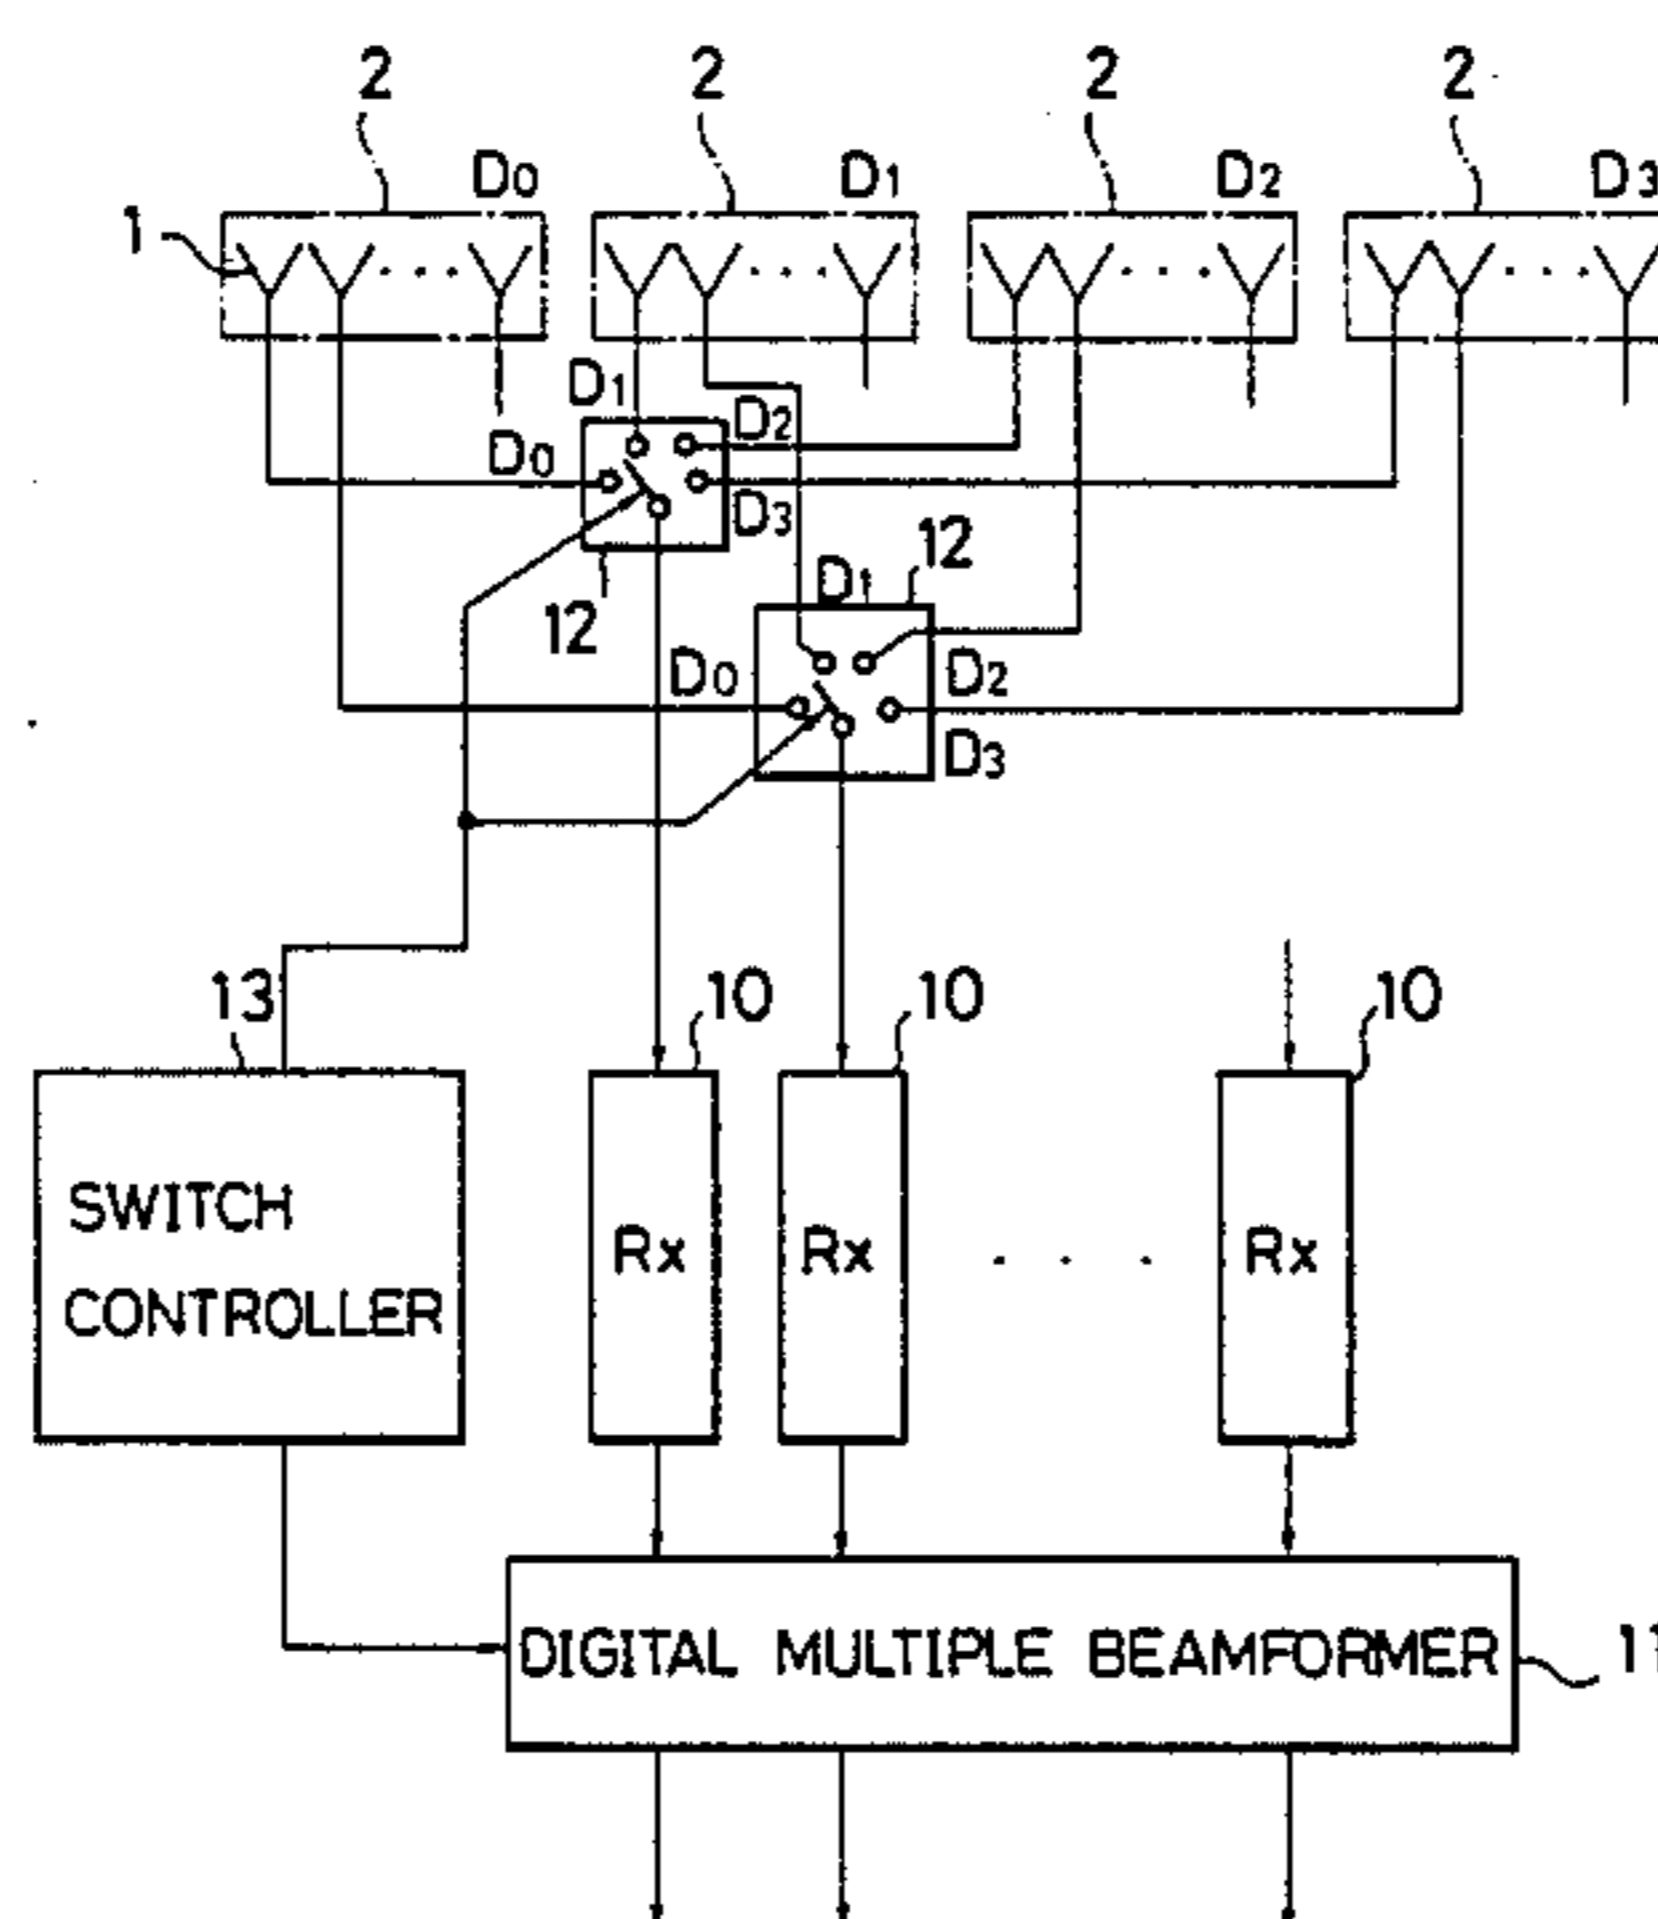 2 2 2 2
D0 D1 D2 D3
1
D1
D2
D0
D3
12
12
D1
D0
D2
D3
13 10 10 10
SWITCH
CONTROLLER
Rx Rx . . . Rx
DIGITAL MULTIPLE BEAMFORMER
11